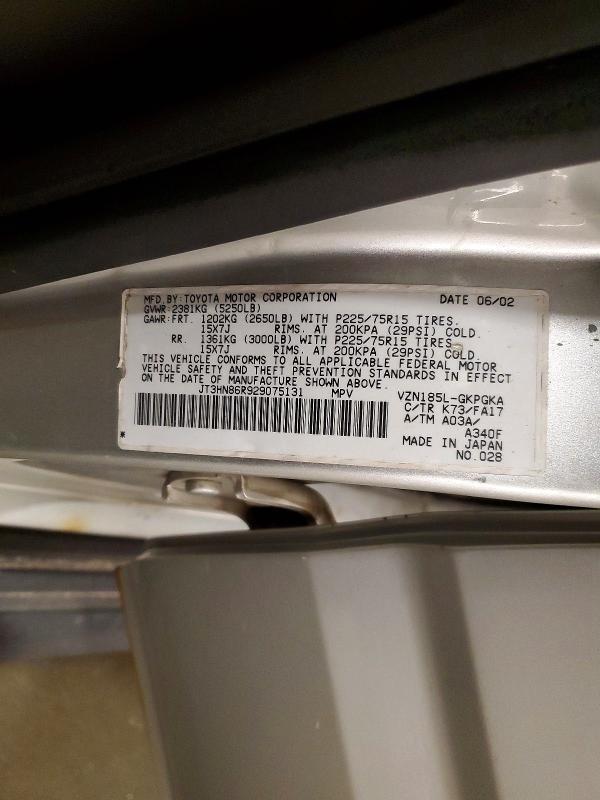 MFD. BY: TOYOTA MOTOR CORPORATION DATE 06/02
GVWR: 2381KG (5250LB)
GAWR: FRT. 1202KG (2650LB) WITH P225/75R15 TIRES.
15X7J RIMS. AT 200KPA (29PSI) COLD.
RR. 1361KG (3000LB) WITH P225/75R15 TIRES.
15X7J RIMS. AT 200KPA (29PSI) COLD.
THIS VEHICLE CONFORMS TO ALL APPLICABLE FEDERAL MOTOR
VEHICLE SAFETY AND THEFT PREVENTION STANDARDS IN EFFECT
ON THE DATE OF MANUFACTURE SHOWN ABOVE.
JT3HN86R929075131 MPV VZN185L-GKPGKA
C/TR K73/FA17
A/TM A03A/
A340F
MADE IN JAPAN
* NO.028